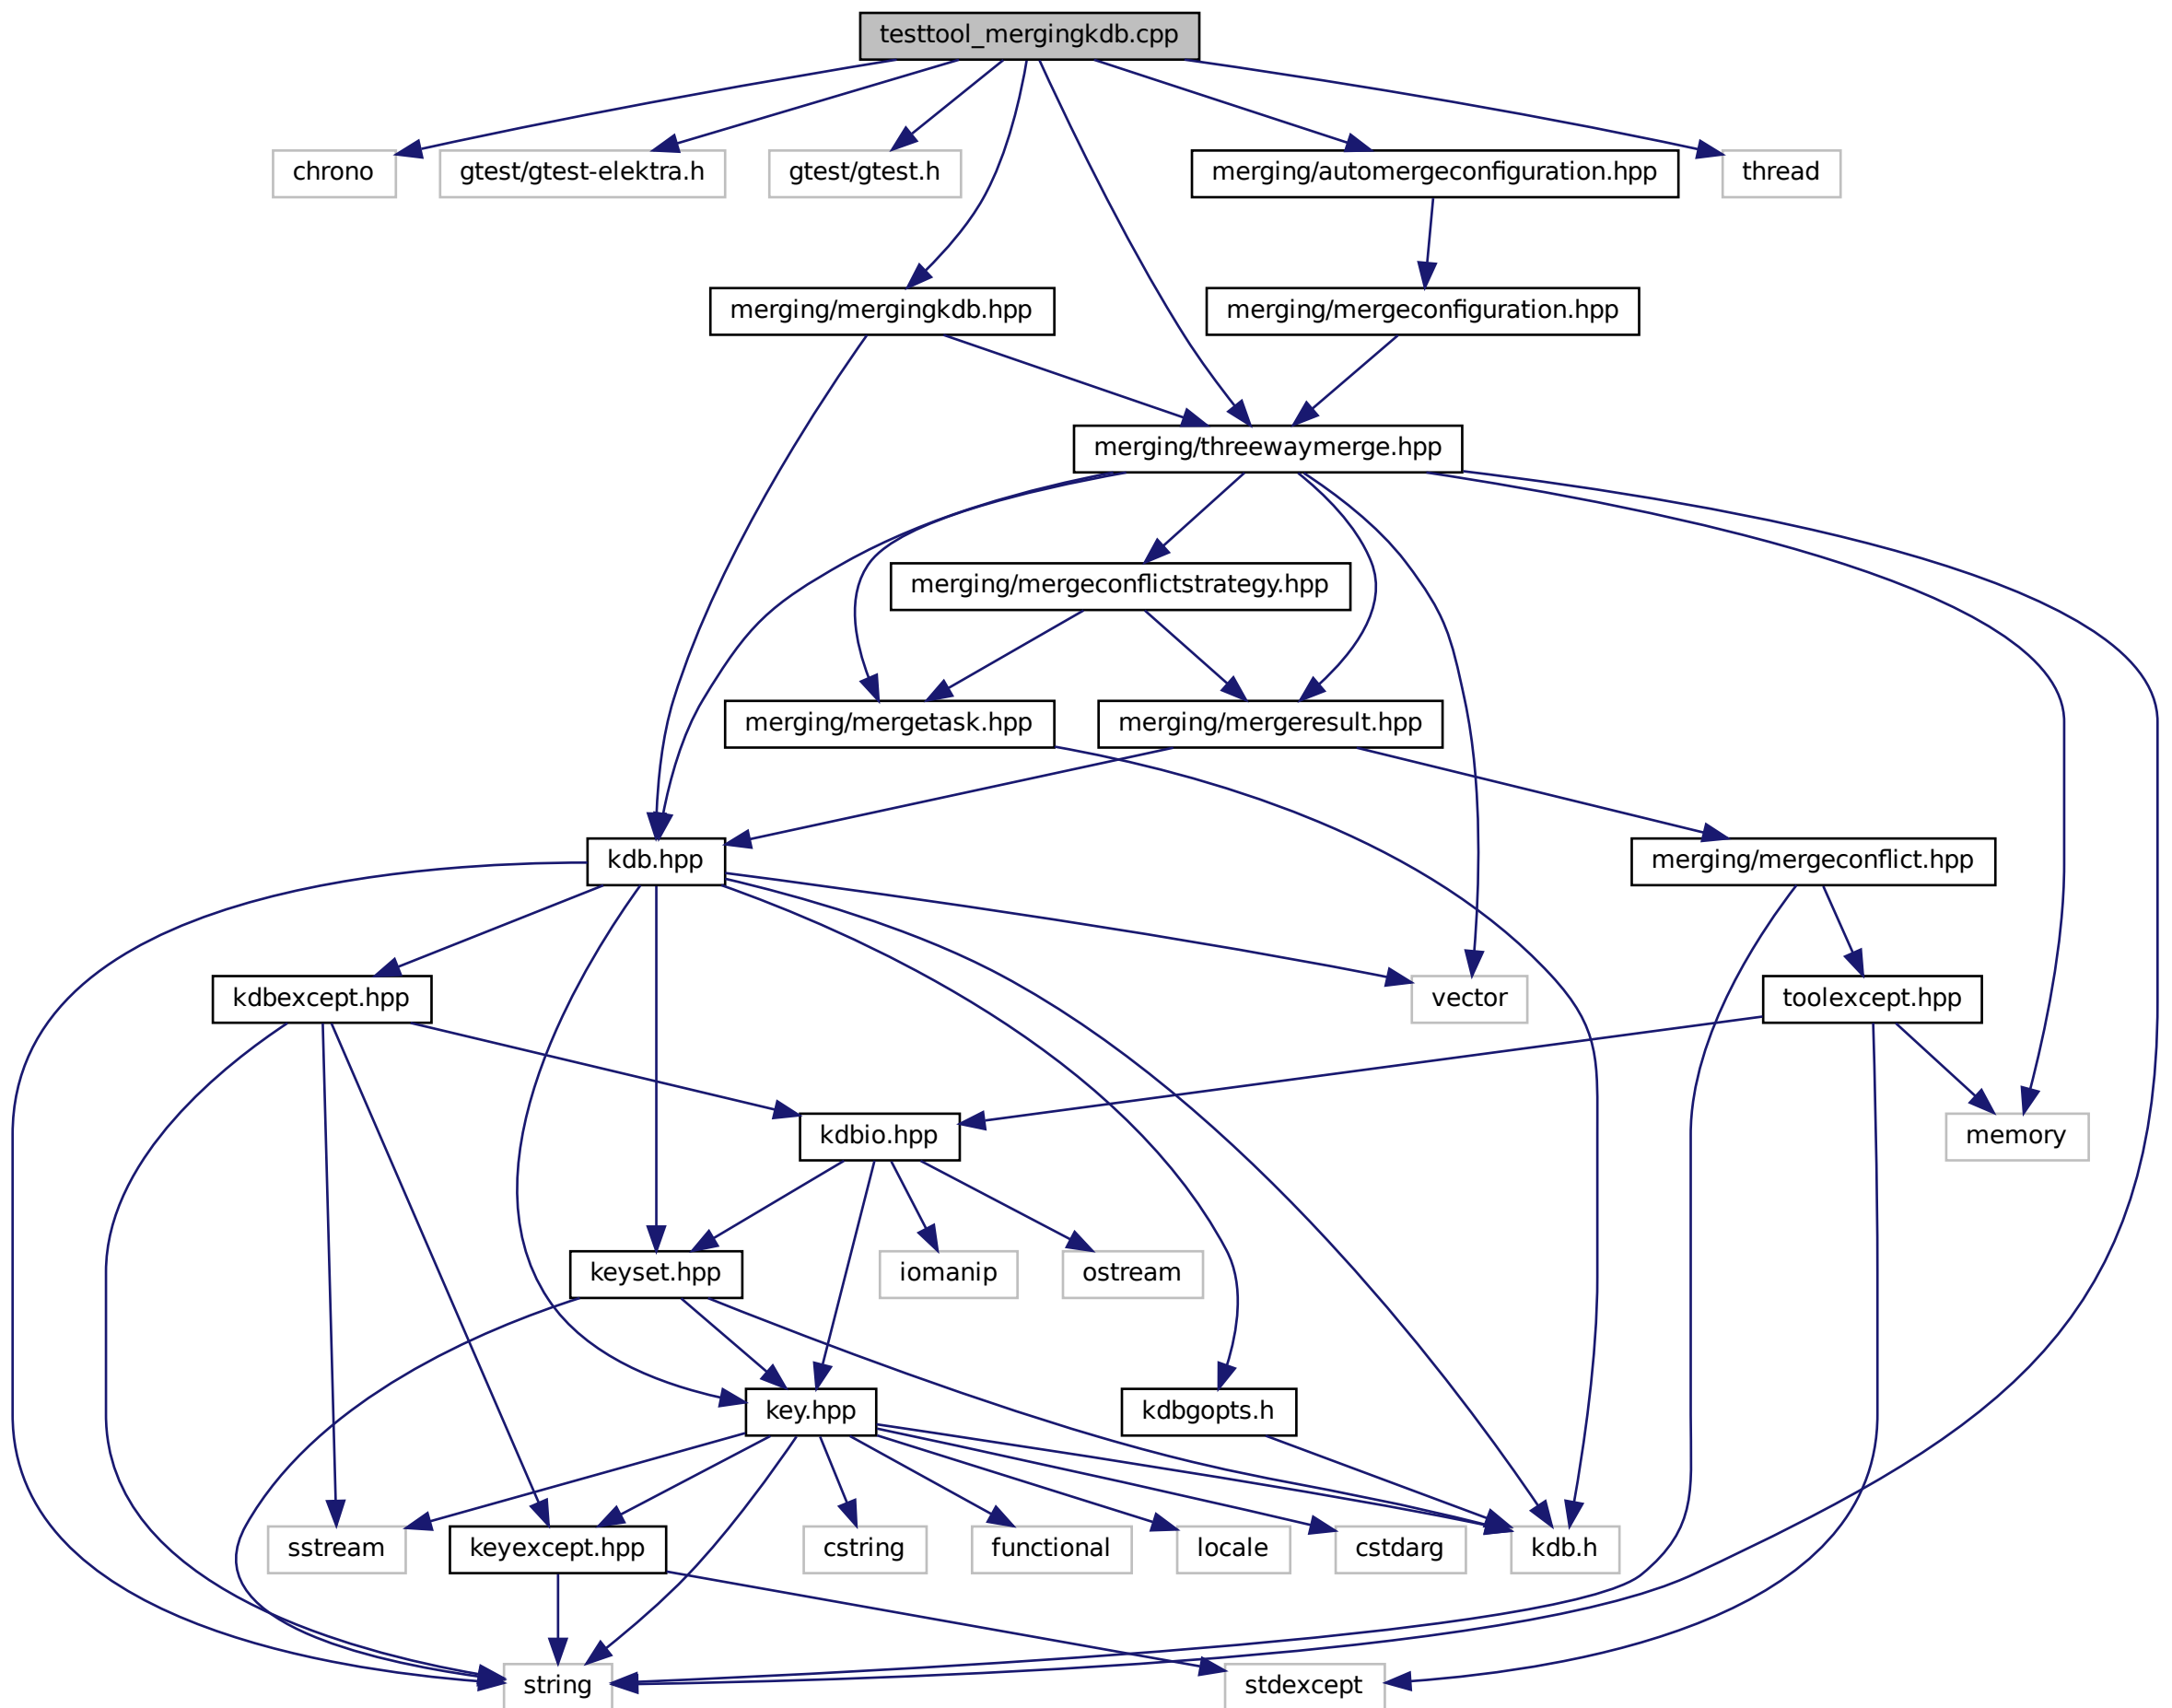 testtool_mergingkdb.cpp
chrono
gtest/gtest-elektra.h
gtest/gtest.h
merging/automergeconfiguration.hpp
thread
merging/mergingkdb.hpp
merging/mergeconfiguration.hpp
merging/threewaymerge.hpp
merging/mergeconflictstrategy.hpp
merging/mergetask.hpp
merging/mergeresult.hpp
kdb.hpp
merging/mergeconflict.hpp
kdbexcept.hpp
vector
toolexcept.hpp
kdbio.hpp
memory
keyset.hpp
iomanip
ostream
key.hpp
kdbgopts.h
sstream
keyexcept.hpp
cstring
functional
locale
cstdarg
kdb.h
string
stdexcept